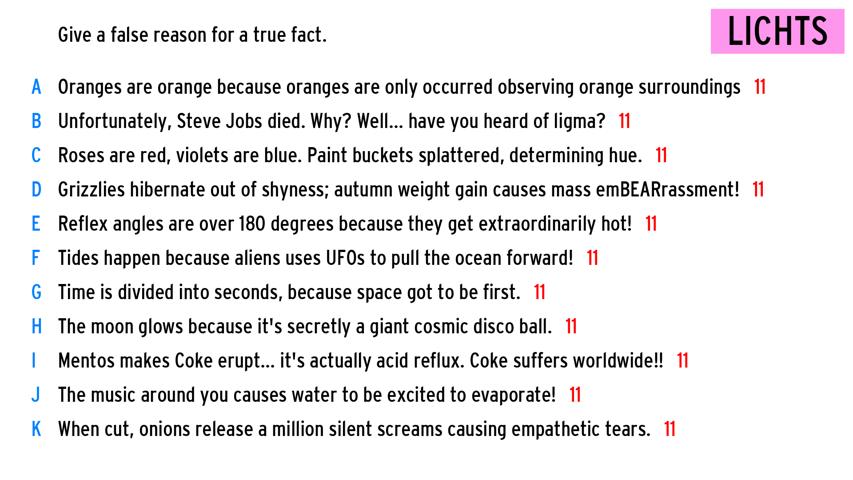 LICHTS
Give a false reason for a true fact.
A Oranges are orange because oranges are only occurred observing orange surroundings 11
B Unfortunately, Steve Jobs died. Why? Well... have you heard of ligma? 11
C Roses are red, violets are blue. Paint buckets splattered, determining hue. 11
D Grizzlies hibernate out of shyness; autumn weight gain causes mass emBEARrassment! 11
E Reflex angles are over 180 degrees because they get extraordinarily hot! 11
F Tides happen because aliens uses UFOs to pull the ocean forward! 11
G Time is divided into seconds, because space got to be first. 11
H The moon glows because it's secretly a giant cosmic disco ball. 11
I Mentos makes Coke erupt... it's actually acid reflux. Coke suffers worldwide!! 11
J The music around you causes water to be excited to evaporate! 11
K When cut, onions release a million silent screams causing empathetic tears. 11